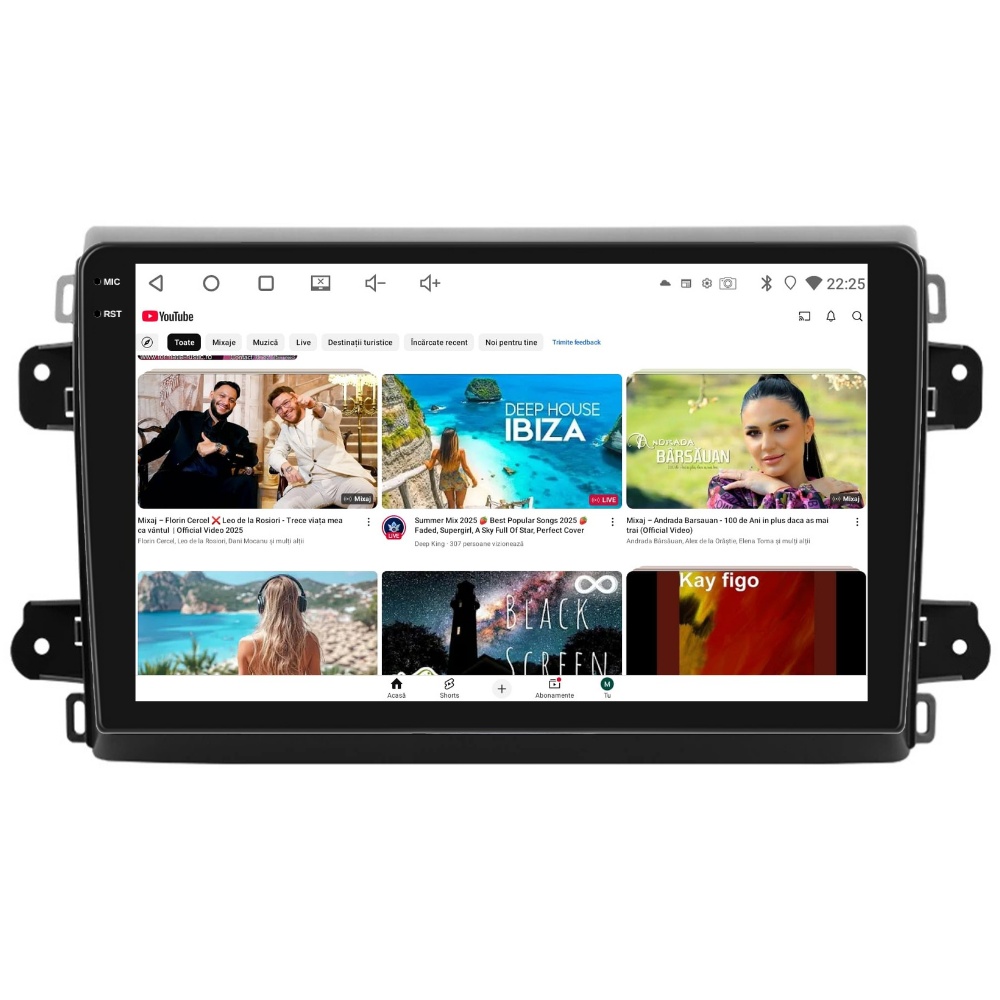 MIC
RST
22:25
YouTube
Toate
Mixaje
Muzică
Live
Destinații turistice
Încărcate recent
Noi pentru tine
Trimite feedback
Mixaj
DEEP HOUSE
IBIZA
LIVE
BÂRSĂUAN
Mixaj
Mixaj – Florin Cercel ❌ Leo de la Rosiori - Trece viața mea
ca vântul | Official Video 2025
Florin Cercel, Leo de la Rosiori, Dani Mocanu și mulți alții
LIVE
Summer Mix 2025 🍓 Best Popular Songs 2025 🍓
Faded, Supergirl, A Sky Full Of Star, Perfect Cover
Deep King · 307 persoane vizionează
Mixaj – Andrada Barsauan - 100 de Ani in plus daca as mai
trai (Official Video)
Andrada Bârsăuan, Alex de la Orăștie, Elena Toma și mulți alții
BLACK
SCREEN
Kay figo
Acasă
Shorts
Abonamente
M
Tu